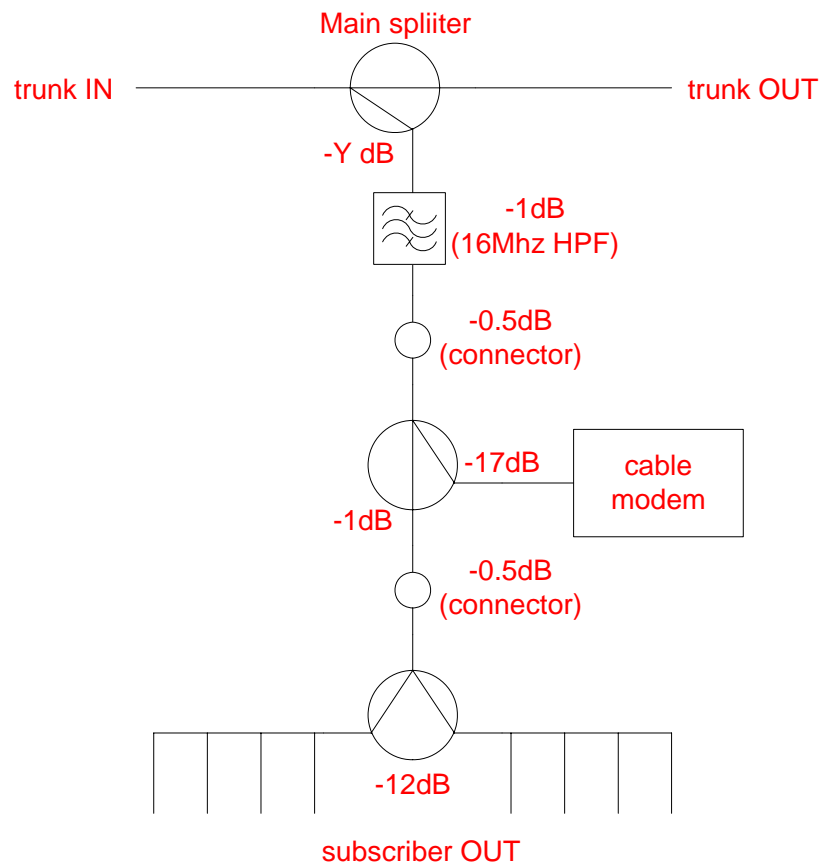 Main spliiter
trunk IN
trunk OUT
-Y dB
-1dB
(16Mhz HPF)
-0.5dB
(connector)
-17dB
cable
modem
-1dB
-0.5dB
(connector)
-12dB
subscriber OUT